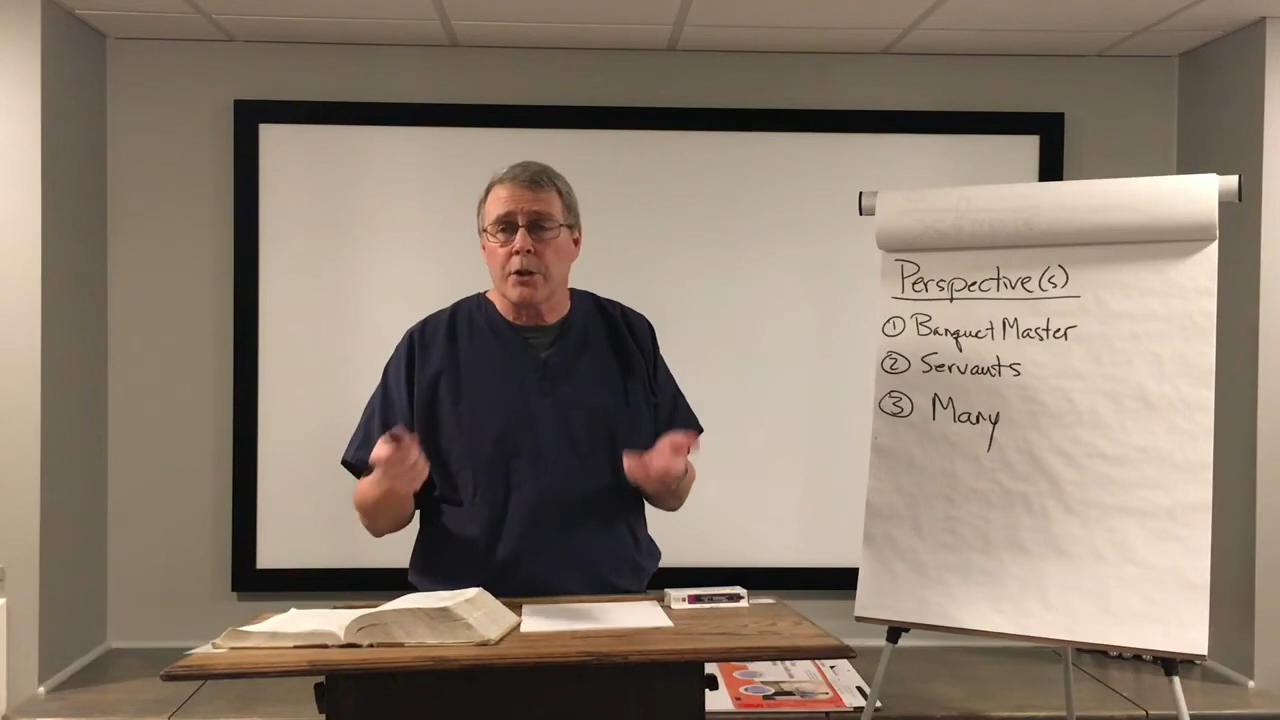 Perspective(s)
① Banquet Master
② Servants
③ Mary